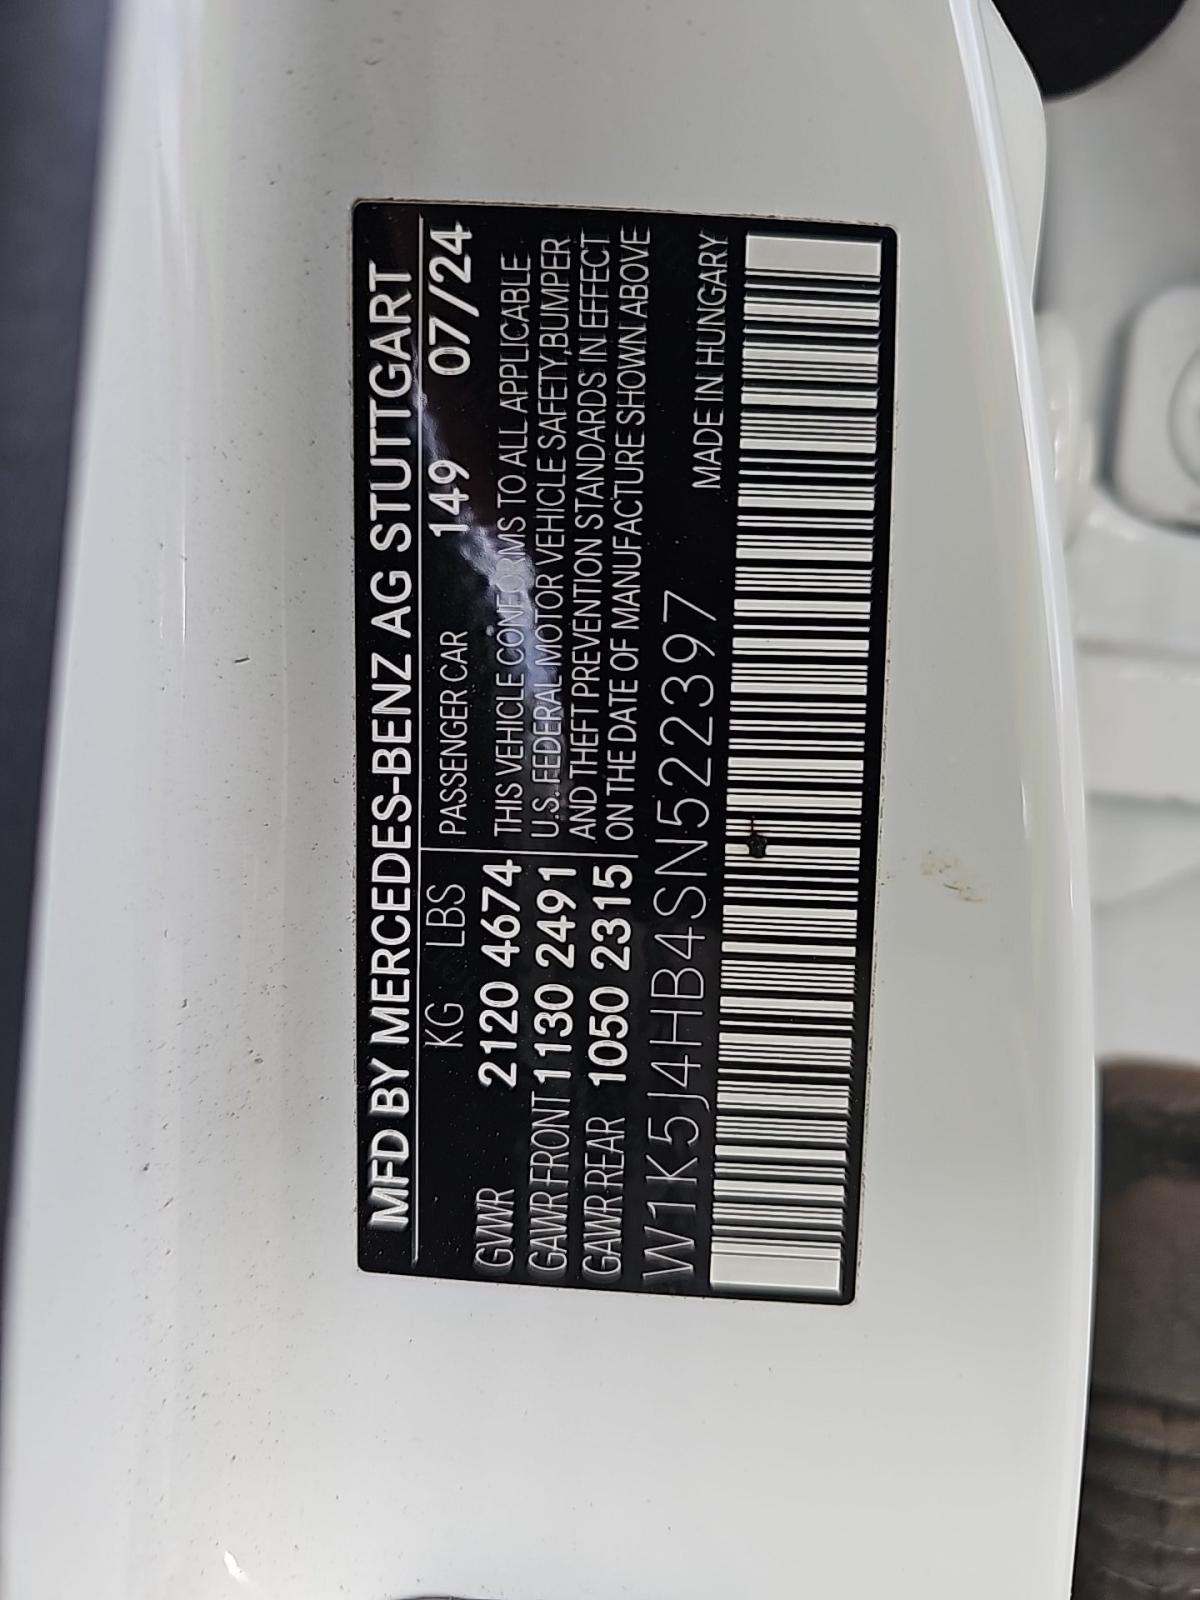 MFD BY MERCEDES-BENZ AG STUTTGART
KG LBS PASSENGER CAR 149 07/24
GVWR 2120 4674 THIS VEHICLE CONFORMS TO ALL APPLICABLE
GAWR FRONT 1130 2491 U.S. FEDERAL MOTOR VEHICLE SAFETY,BUMPER
GAWR REAR 1050 2315 AND THEFT PREVENTION STANDARDS IN EFFECT
ON THE DATE OF MANUFACTURE SHOWN ABOVE
W1K5J4HB4SN522397
MADE IN HUNGARY